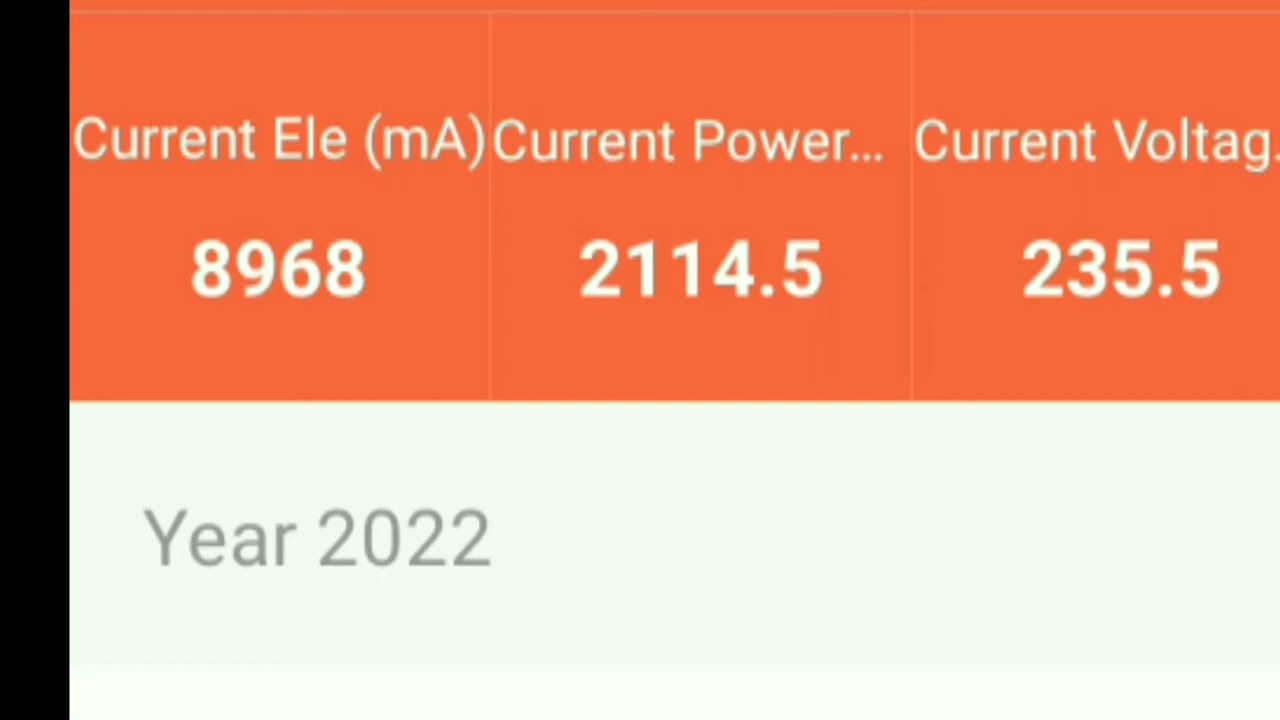 Current Ele (mA) Current Power... Current Voltag.
8968 2114.5 235.5
Year 2022